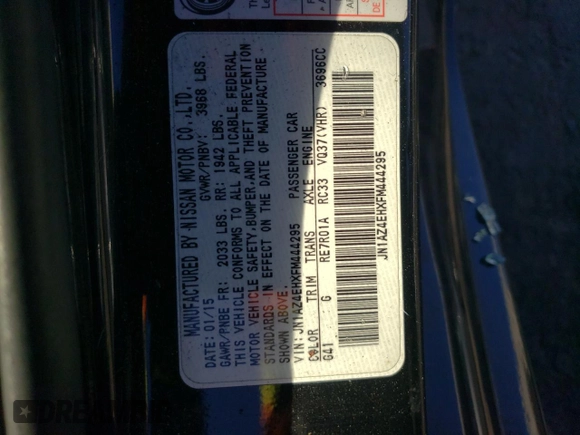 MANUFACTURED BY NISSAN MOTOR CO.,LTD.
DATE: 01/15 GVWR/PNBV: 3968 LBS.
GAWR/PNBE FR: 2033 LBS. RR: 1942 LBS.
THIS VEHICLE CONFORMS TO ALL APPLICABLE FEDERAL
MOTOR VEHICLE SAFETY,BUMPER,AND THEFT PREVENTION
STANDARDS IN EFFECT ON THE DATE OF MANUFACTURE
SHOWN ABOVE.
VIN:JN1AZ4EHXFM444295 PASSENGER CAR
COLOR TRIM TRANS AXLE ENGINE
G41 G RE7R01A RC33 VQ37(VHR) 3696CC
JN1AZ4EHXFM444295
DREAMBID